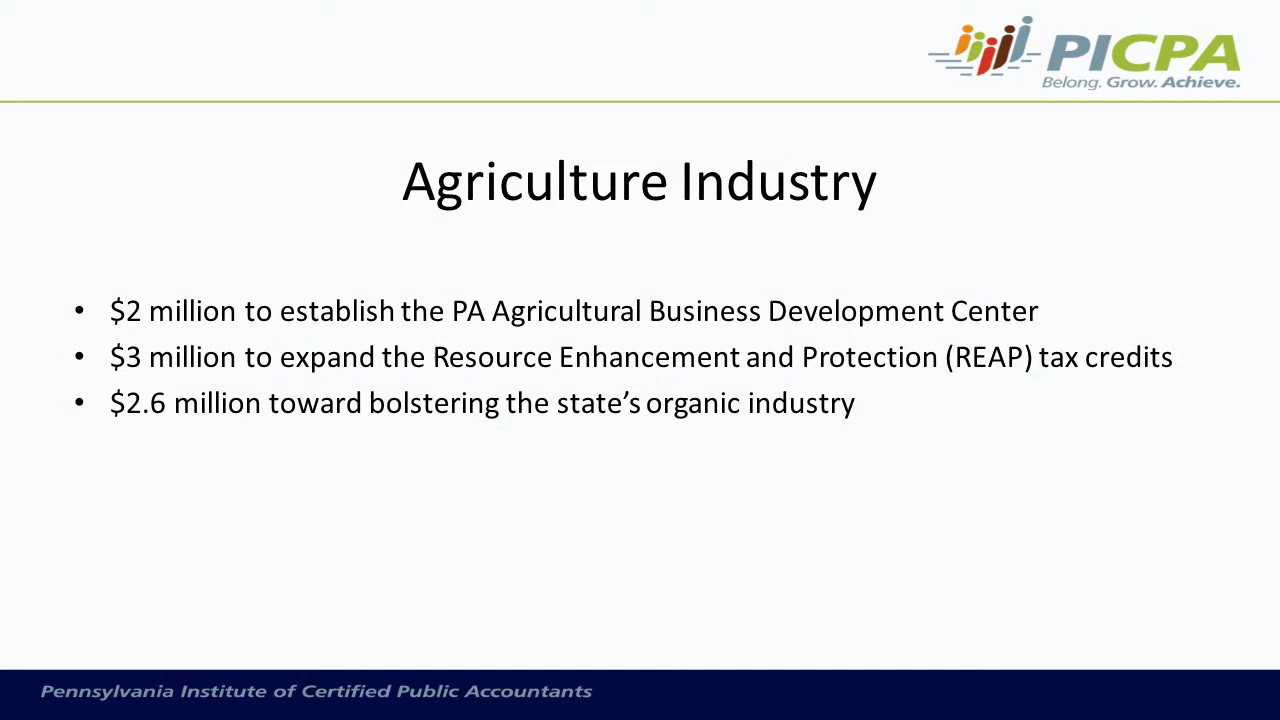 PICPA
Belong. Grow. Achieve.
Agriculture Industry
• $2 million to establish the PA Agricultural Business Development Center
• $3 million to expand the Resource Enhancement and Protection (REAP) tax credits
• $2.6 million toward bolstering the state’s organic industry
Pennsylvania Institute of Certified Public Accountants